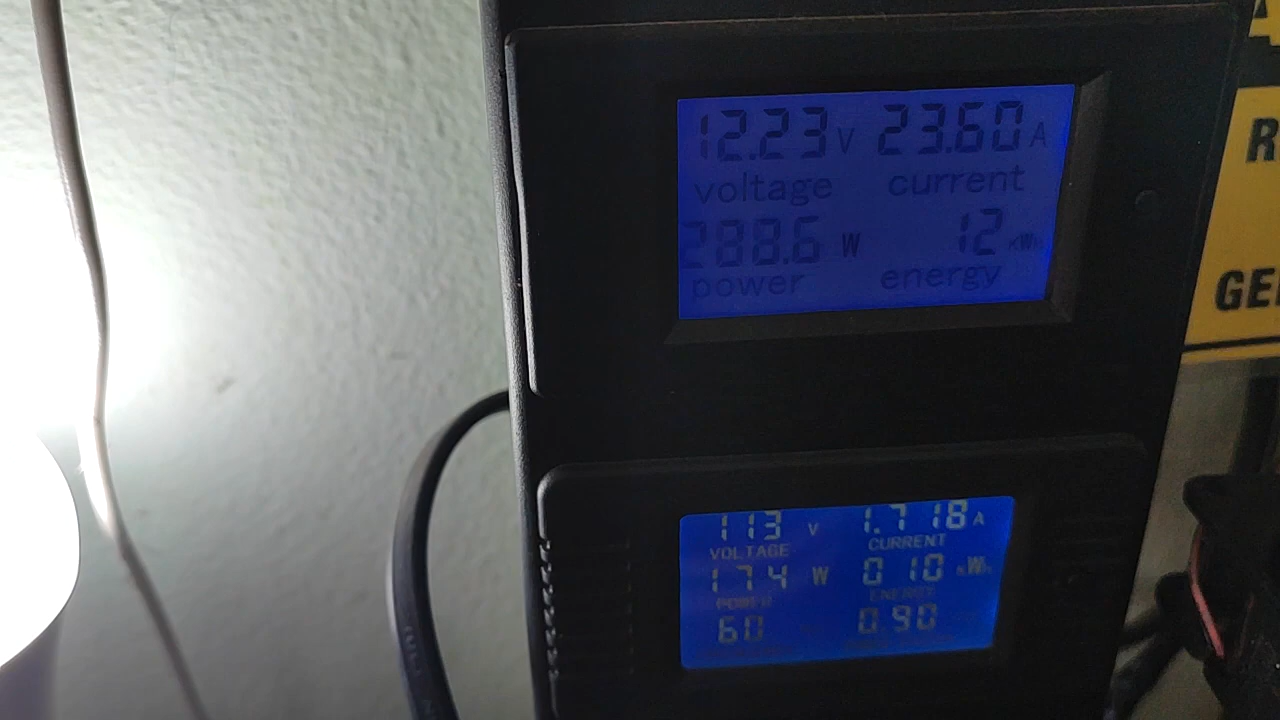 12.23 V 23.60 A
voltage current
288.6 W 12 KWh
power energy
113 V 1.718 A
VOLTAGE CURRENT
174 W 010 KWh
POWER ENERGY
60 0.90
R
GE